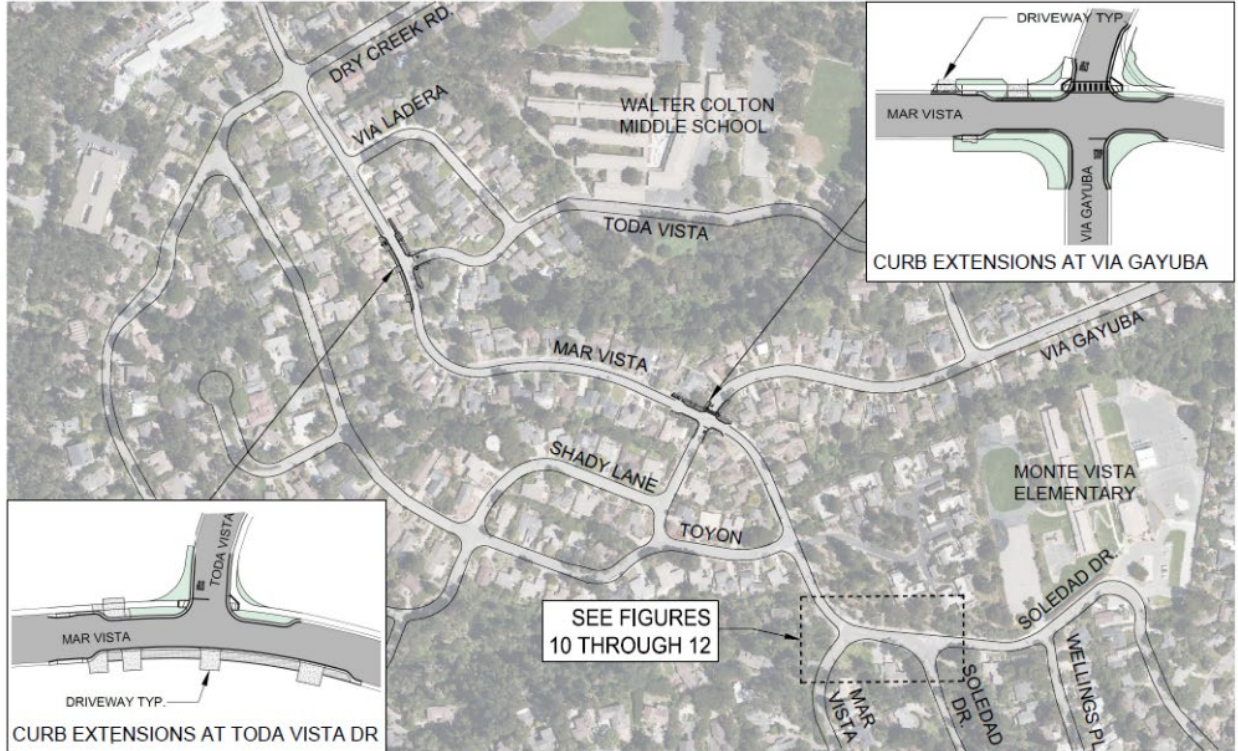 DRIVEWAY TYP.
MAR VISTA
VIA GAYUBA
CURB EXTENSIONS AT VIA GAYUBA
DRY CREEK RD.
VIA LADERA
WALTER COLTON
MIDDLE SCHOOL
TODA VISTA
MAR VISTA
VIA GAYUBA
SHADY LANE
TOYON
MONTE VISTA
ELEMENTARY
SEE FIGURES
10 THROUGH 12
SOLEDAD DR.
MAR
VISTA
SOLEDAD
DR.
WELLINGS PL
TODA VISTA
MAR VISTA
DRIVEWAY TYP.
CURB EXTENSIONS AT TODA VISTA DR